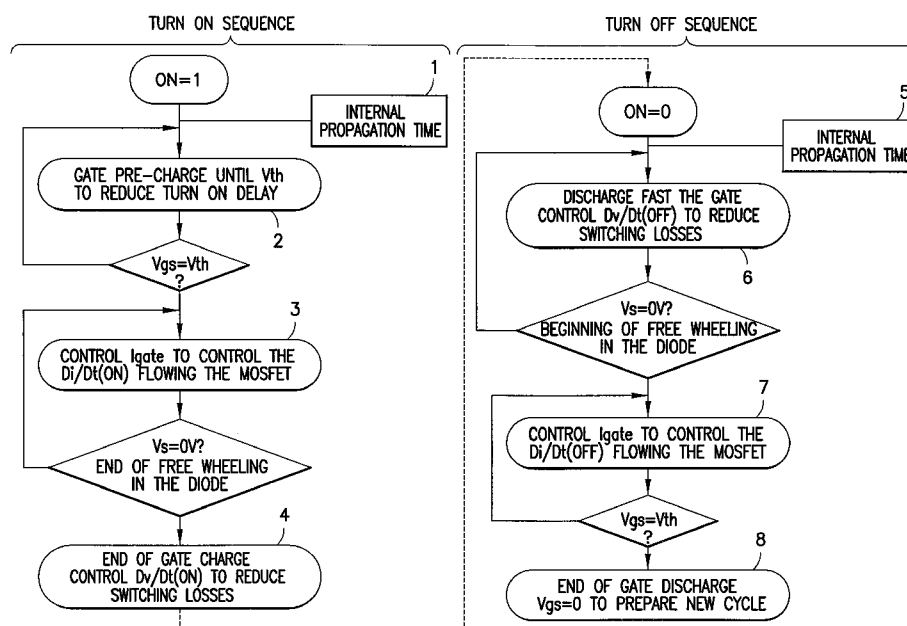 TURN ON SEQUENCE
ON=1
1
INTERNAL
PROPAGATION TIME
GATE PRE-CHARGE UNTIL Vth
TO REDUCE TURN ON DELAY
2
Vgs=Vth
?
3
CONTROL Igate TO CONTROL THE
Di/Dt(ON) FLOWING THE MOSFET
Vs=0V?
END OF FREE WHEELING
IN THE DIODE
4
END OF GATE CHARGE
CONTROL Dv/Dt(ON) TO REDUCE
SWITCHING LOSSES
TURN OFF SEQUENCE
ON=0
5
INTERNAL
PROPAGATION TIME
DISCHARGE FAST THE GATE
CONTROL Dv/Dt(OFF) TO REDUCE
SWITCHING LOSSES
6
Vs=0V?
BEGINNING OF FREE WHEELING
IN THE DIODE
7
CONTROL Igate TO CONTROL THE
Di/Dt(OFF) FLOWING THE MOSFET
Vgs=Vth
?
8
END OF GATE DISCHARGE
Vgs=0 TO PREPARE NEW CYCLE